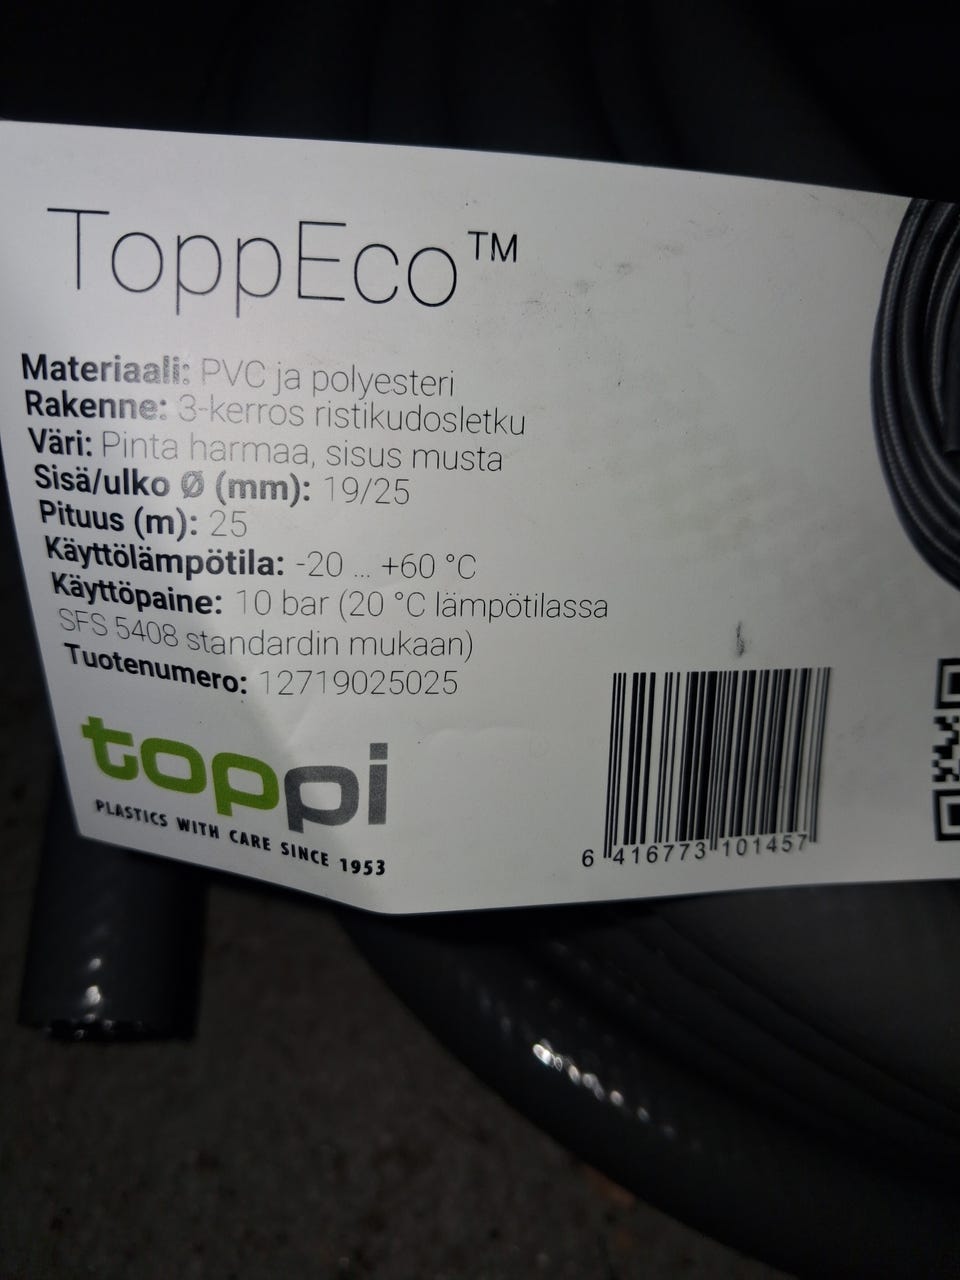 ToppEco™
Materiaali: PVC ja polyesteri
Rakenne: 3-kerros ristikudosletku
Väri: Pinta harmaa, sisus musta
Sisä/ulko Ø (mm): 19/25
Pituus (m): 25
Käyttölämpötila: -20 ... +60 °C
Käyttöpaine: 10 bar (20 °C lämpötilassa
SFS 5408 standardin mukaan)
Tuotenumero: 12719025025
toppi
PLASTICS WITH CARE SINCE 1953
6 416773 101457